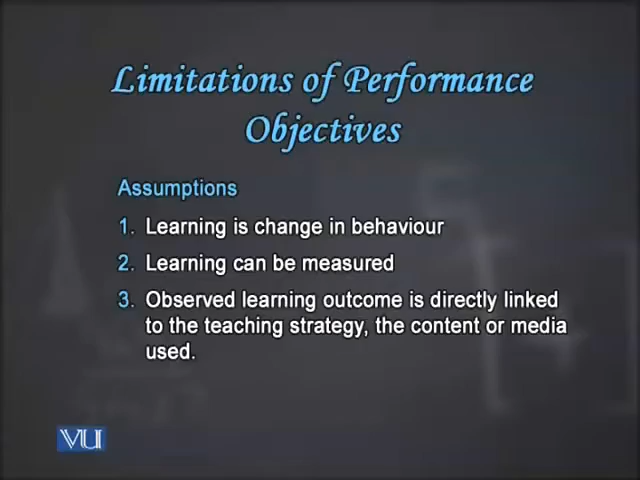 Limitations of Performance
Objectives
Assumptions
1. Learning is change in behaviour
2. Learning can be measured
3. Observed learning outcome is directly linked
to the teaching strategy, the content or media
used.
VU